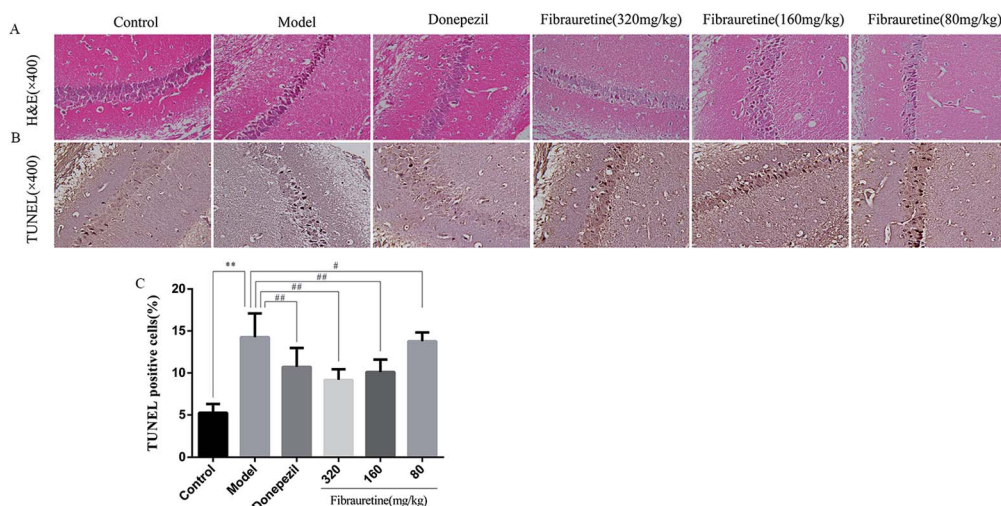 Control Model Donepezil Fibrauretine(320mg/kg) Fibrauretine(160mg/kg) Fibrauretine(80mg/kg)
A
H&E(×400)
B
TUNEL(×400)
C
** # ## ## ##
TUNEL positive cells(%)
20
15
10
5
0
Control Model Donepezil 320 160 80
Fibrauretine(mg/kg)